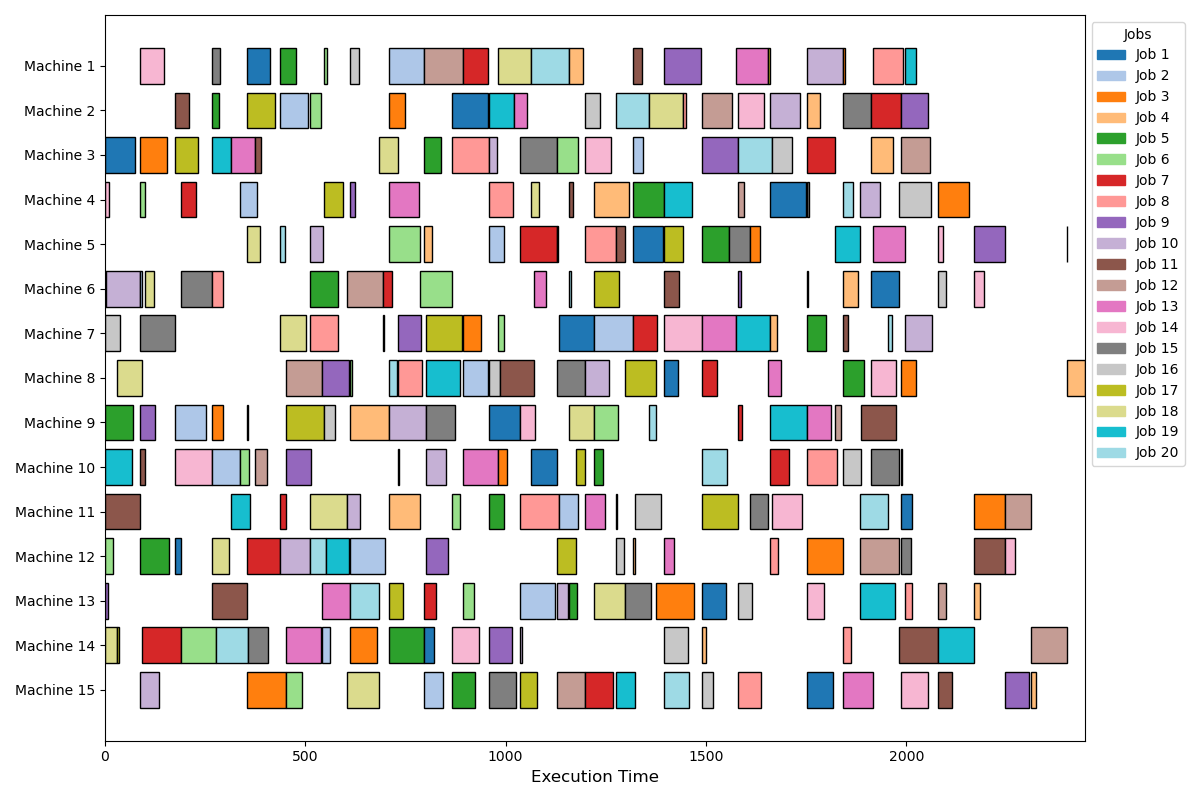 Machine 1
Machine 2
Machine 3
Machine 4
Machine 5
Machine 6
Machine 7
Machine 8
Machine 9
Machine 10
Machine 11
Machine 12
Machine 13
Machine 14
Machine 15
0 500 1000 1500 2000
Execution Time
Jobs
Job 1
Job 2
Job 3
Job 4
Job 5
Job 6
Job 7
Job 8
Job 9
Job 10
Job 11
Job 12
Job 13
Job 14
Job 15
Job 16
Job 17
Job 18
Job 19
Job 20